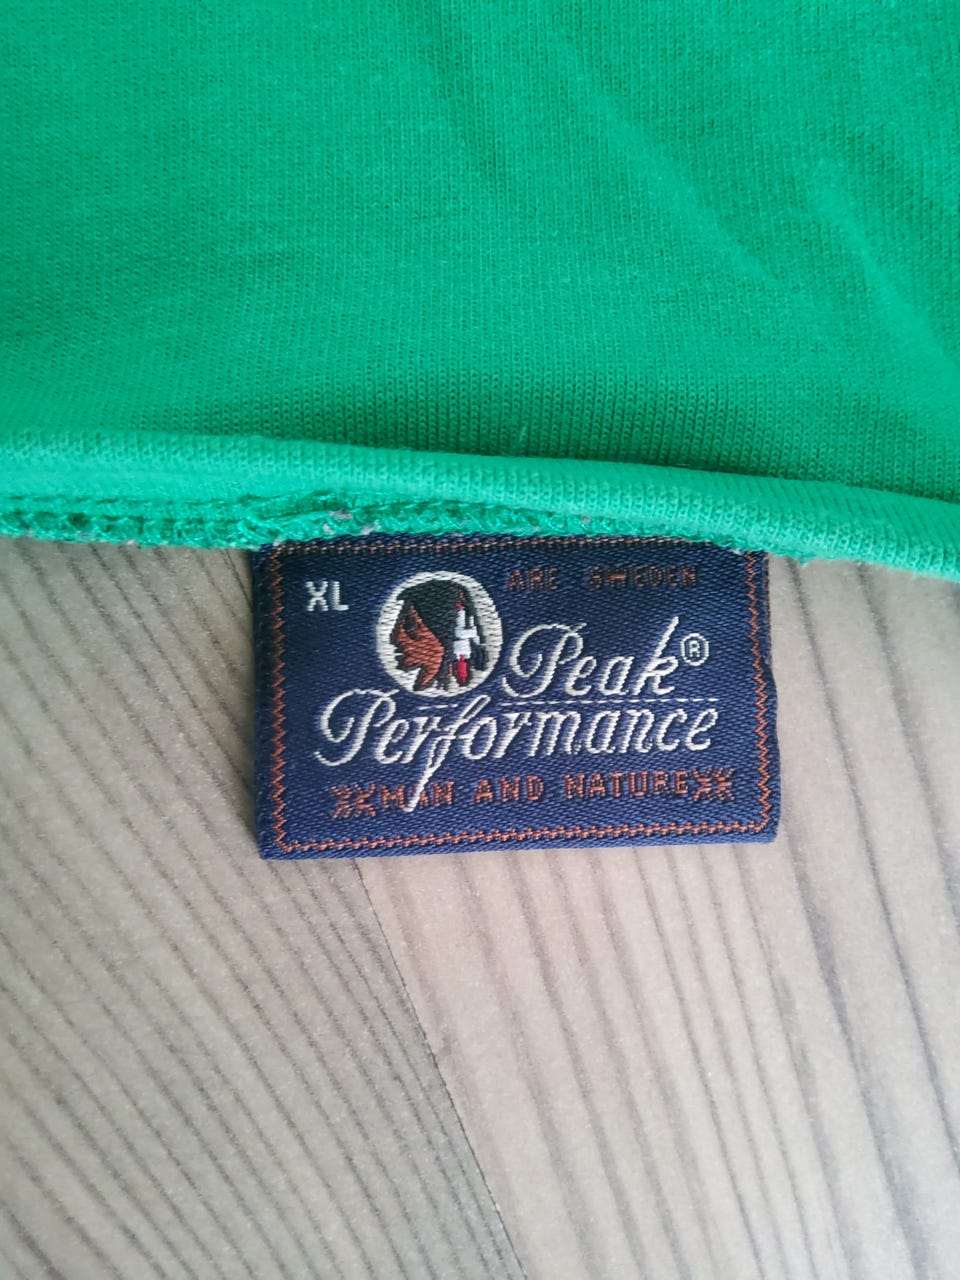 XL
ARE SWEDEN
Peak®
Performance
MAN AND NATURE